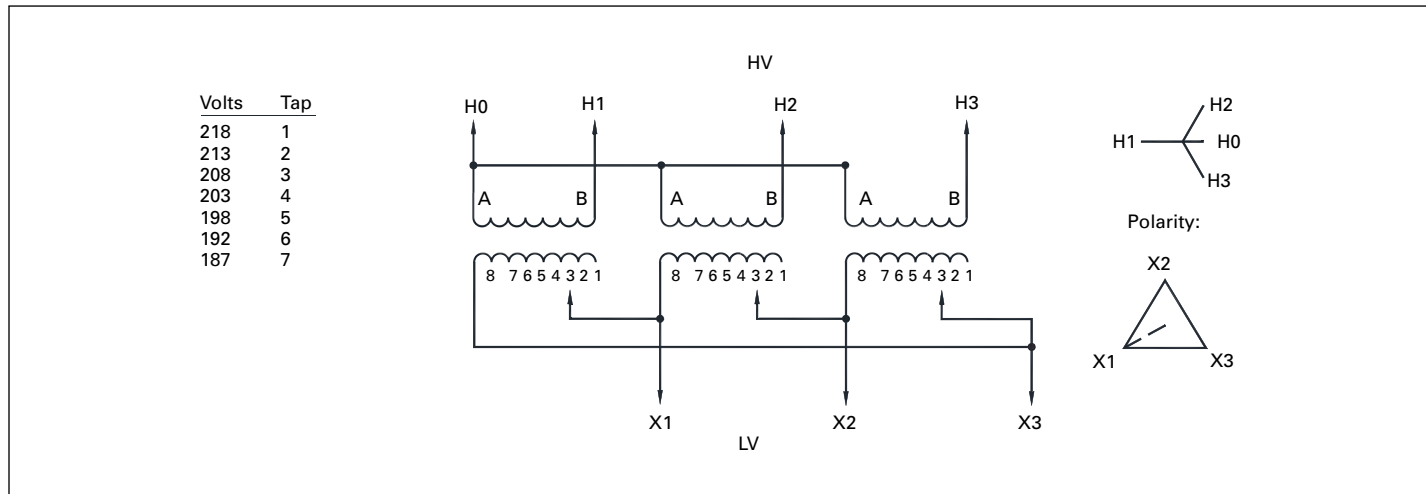 HV
Volts Tap
218 1
213 2
208 3
203 4
198 5
192 6
187 7
H0 H1 H2 H3
A B A B A B
8 7 6 5 4 3 2 1 8 7 6 5 4 3 2 1 8 7 6 5 4 3 2 1
X1 X2 X3
LV
H2
H1 H0
H3
Polarity:
X2
X1 X3